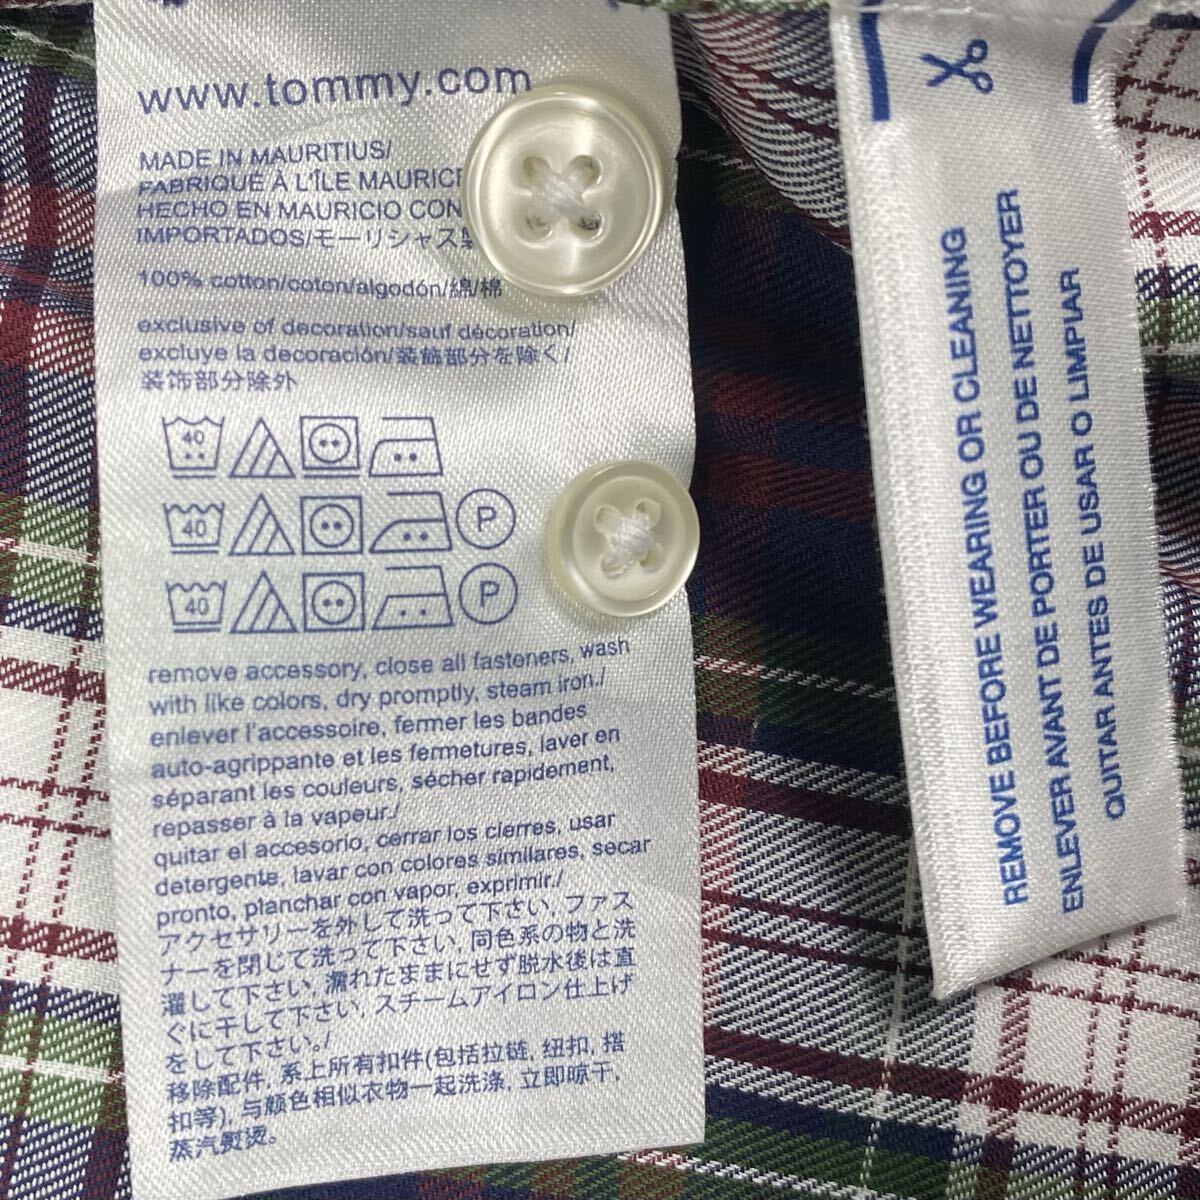 www.tommy.com
MADE IN MAURITIUS/
FABRIQUÉ À L'ÎLE
HECHO EN MAURICIO CON
IMPORTADOS/モーリシャス
100% cotton/coton/algodón/綿/棉
exclusive of decoration/sauf décoration/
excluye la decoración/装飾部分を除く/
装饰部分除外
40
40 P
40 P
remove accessory, close all fasteners, wash
with like colors, dry promptly, steam iron./
enlever l'accessoire, fermer les bandes
auto-agrippante et les fermetures, laver en
séparant les couleurs, sécher rapidement,
repasser à la vapeur./
quitar el accesorio, cerrar los cierres, usar
detergente, lavar con colores similares, secar
pronto, planchar con vapor, exprimir./
アクセサリーを外して洗って下さい, ファス
ナーを閉じて洗って下さい, 同色系の物と洗
濯して下さい, 濡れたままにせず脱水後は直
ぐに干して下さい, スチームアイロン仕上げ
をして下さい./
移除配件, 系上所有扣件(包括拉链, 纽扣, 搭
扣等), 与颜色相似衣物一起洗涤, 立即晾干,
蒸汽熨烫。
REMOVE BEFORE WEARING OR CLEANING
ENLEVER AVANT DE PORTER OU DE NETTOYER
QUITAR ANTES DE USAR O LIMPIAR